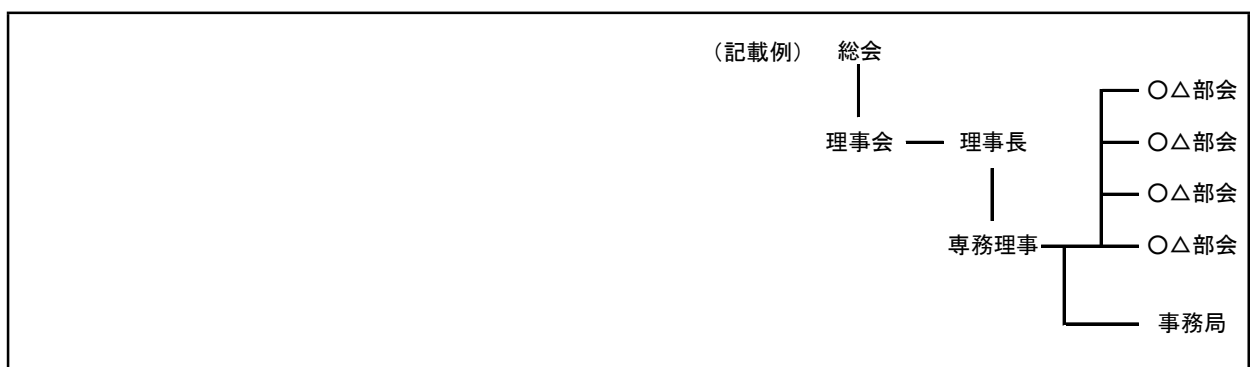 （記載例） 総会
〇△部会
理事会 理事長 〇△部会
〇△部会
専務理事 〇△部会
事務局